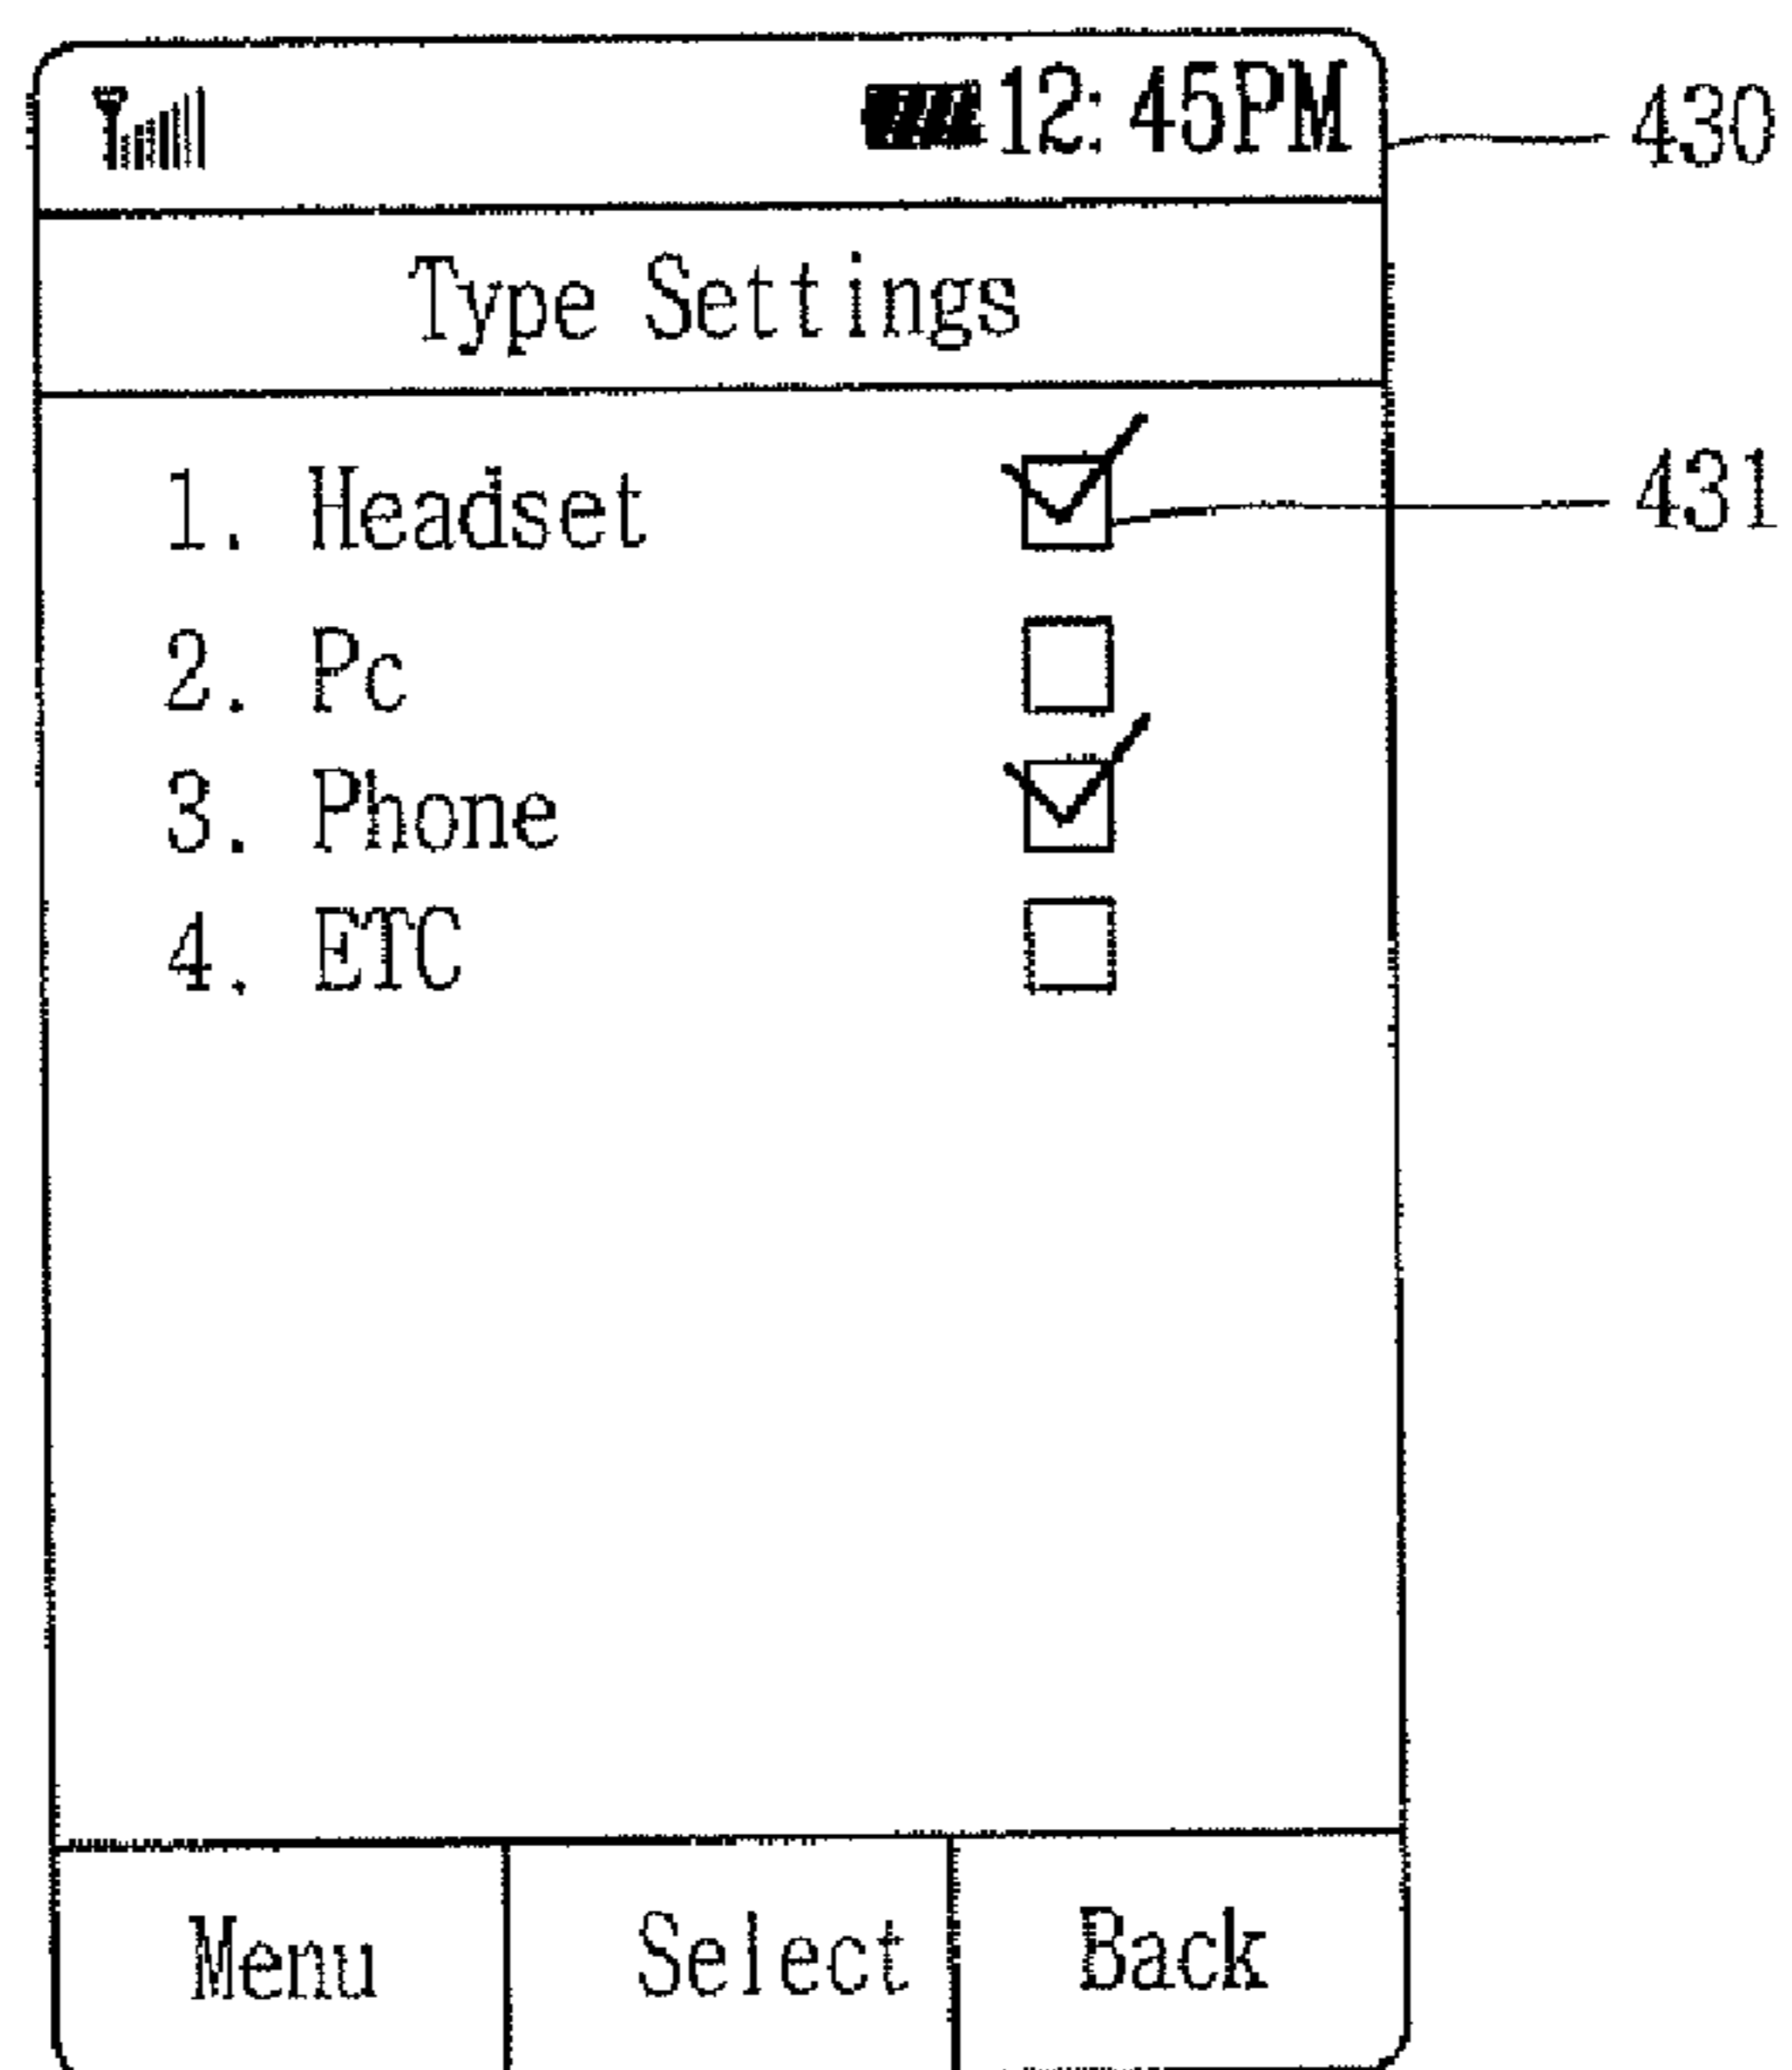 12:45PM 430
Type Settings
1. Headset 431
2. Pc
3. Phone
4. ETC
Menu Select Back